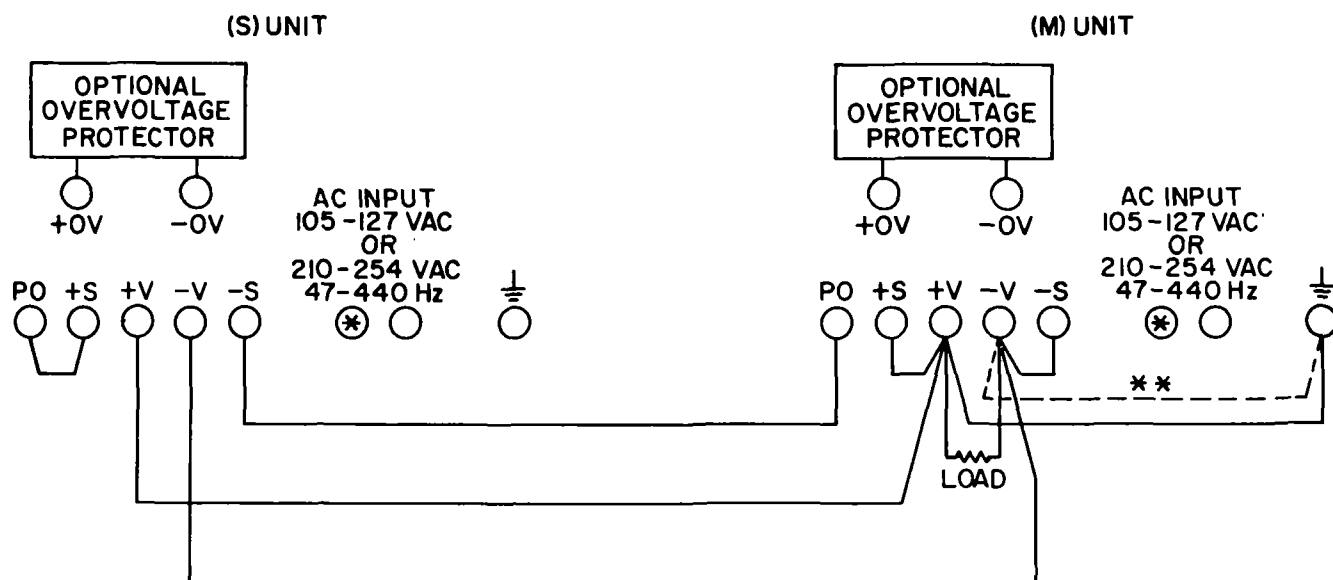 (S) UNIT
OPTIONAL
OVERVOLTAGE
PROTECTOR
+OV -OV
AC INPUT
105-127 VAC
OR
210-254 VAC
47-440 Hz
PO +S +V -V -S
*
(M) UNIT
OPTIONAL
OVERVOLTAGE
PROTECTOR
+OV -OV
AC INPUT
105-127 VAC
OR
210-254 VAC
47-440 Hz
PO +S +V -V -S
*
**
LOAD